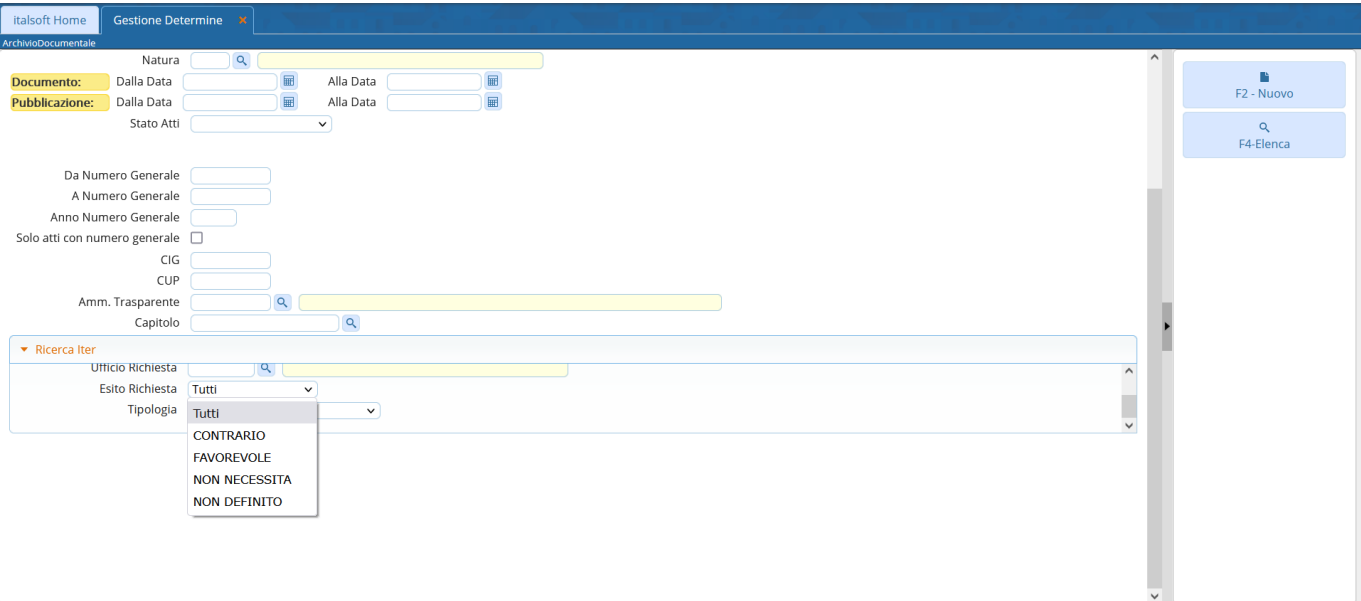 italsoft Home
Gestione Determine ×
ArchivioDocumentale
Natura
Documento: Dalla Data Alla Data
Pubblicazione: Dalla Data Alla Data
Stato Atti
Da Numero Generale
A Numero Generale
Anno Numero Generale
Solo atti con numero generale
CIG
CUP
Amm. Trasparente
Capitolo
Ricerca Iter
Ufficio Richiesta
Esito Richiesta Tutti
Tipologia
Tutti
CONTRARIO
FAVOREVOLE
NON NECESSITA
NON DEFINITO
F2 - Nuovo
F4-Elenca